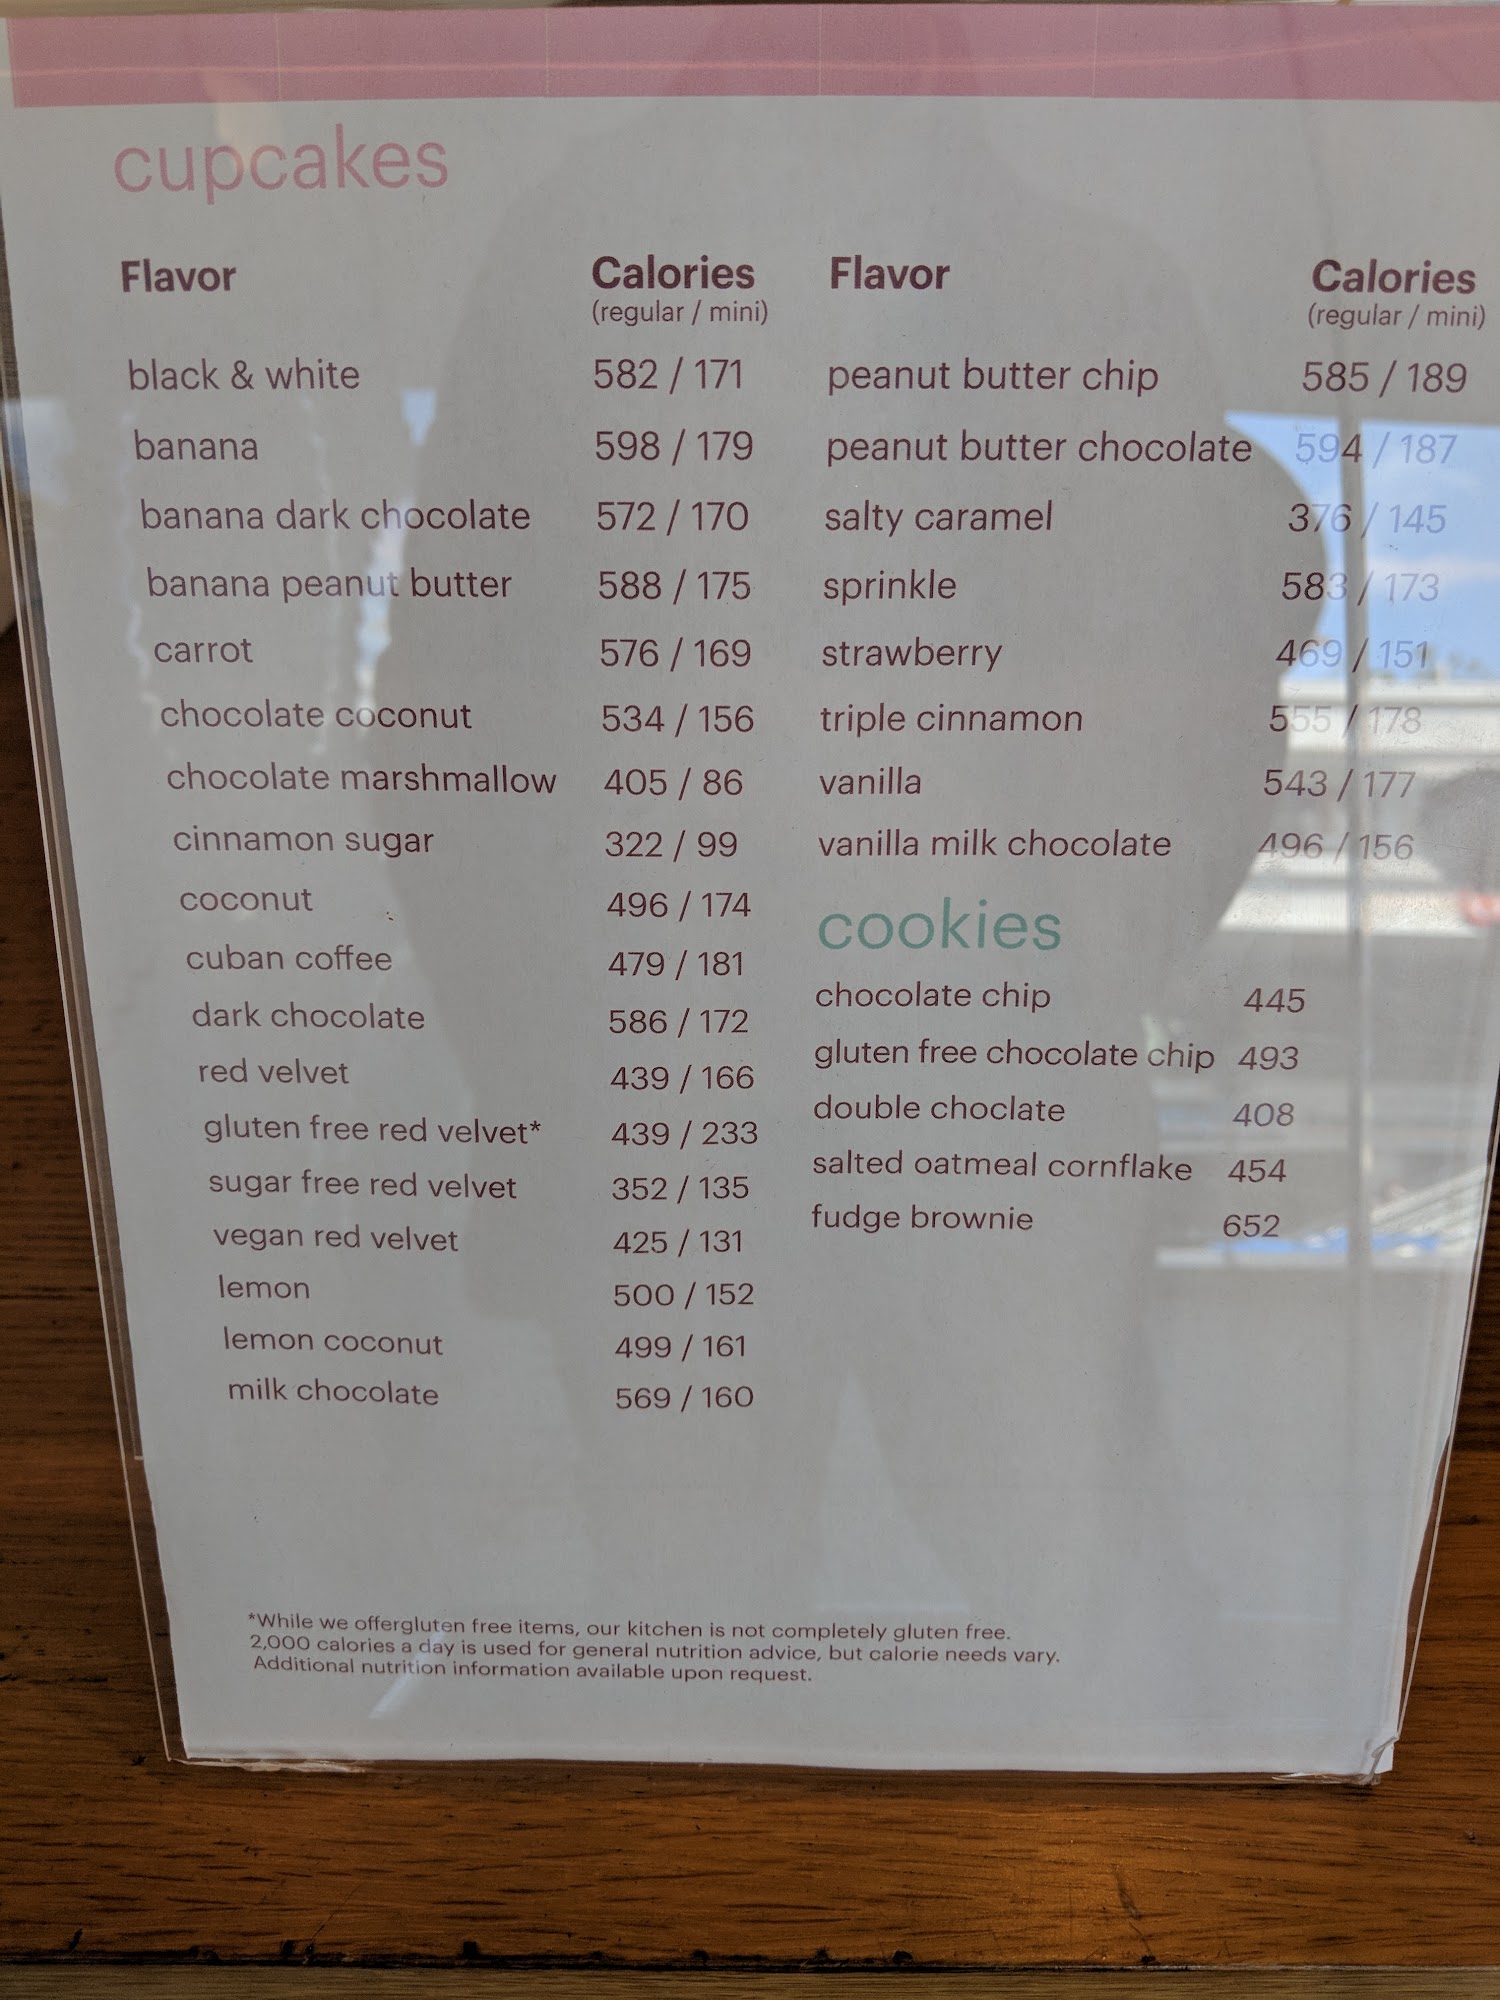 cupcakes
Flavor Calories
(regular / mini)
black & white 582 / 171
banana 598 / 179
banana dark chocolate 572 / 170
banana peanut butter 588 / 175
carrot 576 / 169
chocolate coconut 534 / 156
chocolate marshmallow 405 / 86
cinnamon sugar 322 / 99
coconut 496 / 174
cuban coffee 479 / 181
dark chocolate 586 / 172
red velvet 439 / 166
gluten free red velvet* 439 / 233
sugar free red velvet 352 / 135
vegan red velvet 425 / 131
lemon 500 / 152
lemon coconut 499 / 161
milk chocolate 569 / 160
Flavor Calories
(regular / mini)
peanut butter chip 585 / 189
peanut butter chocolate 594 / 187
salty caramel 376 / 145
sprinkle 583 / 173
strawberry 469 / 151
triple cinnamon 555 / 178
vanilla 543 / 177
vanilla milk chocolate 496 / 156
cookies
chocolate chip 445
gluten free chocolate chip 493
double choclate 408
salted oatmeal cornflake 454
fudge brownie 652
*While we offergluten free items, our kitchen is not completely gluten free.
2,000 calories a day is used for general nutrition advice, but calorie needs vary.
Additional nutrition information available upon request.